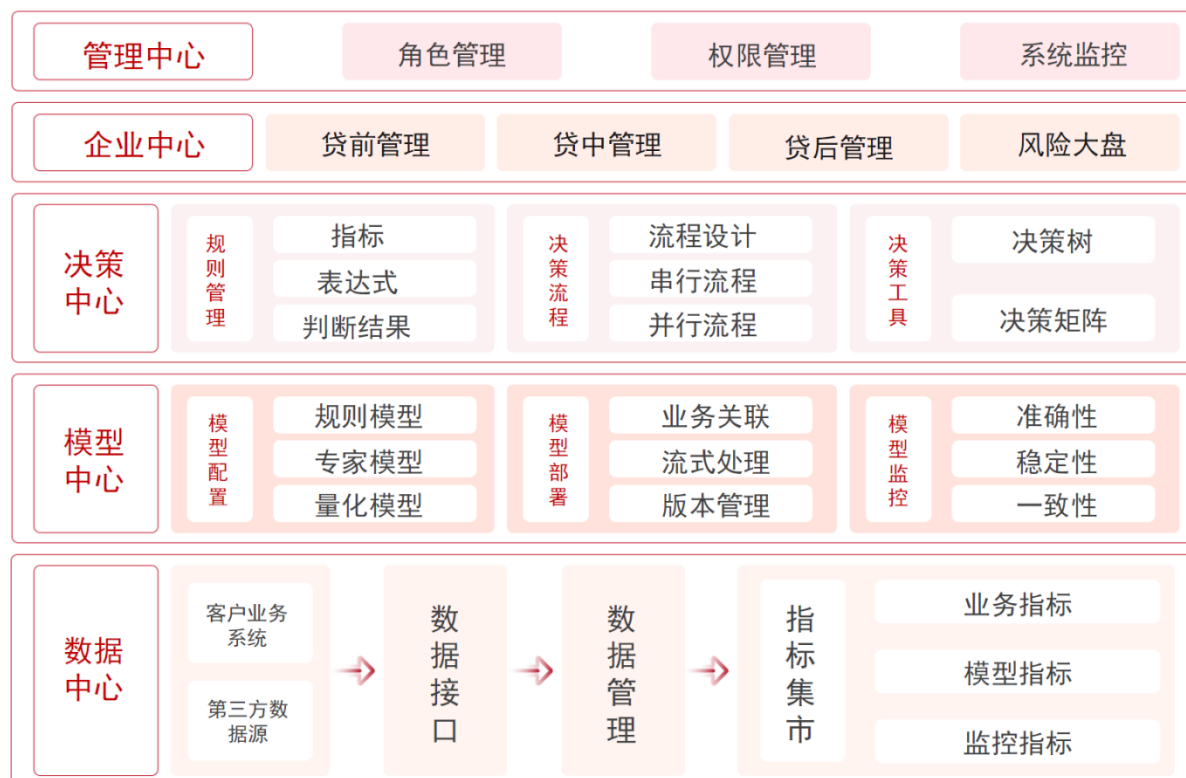 管理中心
角色管理
权限管理
系统监控
企业中心
贷前管理
贷中管理
贷后管理
风险大盘
决策
中心
规则管理
指标
表达式
判断结果
决策流程
流程设计
串行流程
并行流程
决策工具
决策树
决策矩阵
模型
中心
模型配置
规则模型
专家模型
量化模型
模型部署
业务关联
流式处理
版本管理
模型监控
准确性
稳定性
一致性
数据
中心
客户业务
系统
第三方数
据源
数据接口
数据管理
指标集市
业务指标
模型指标
监控指标